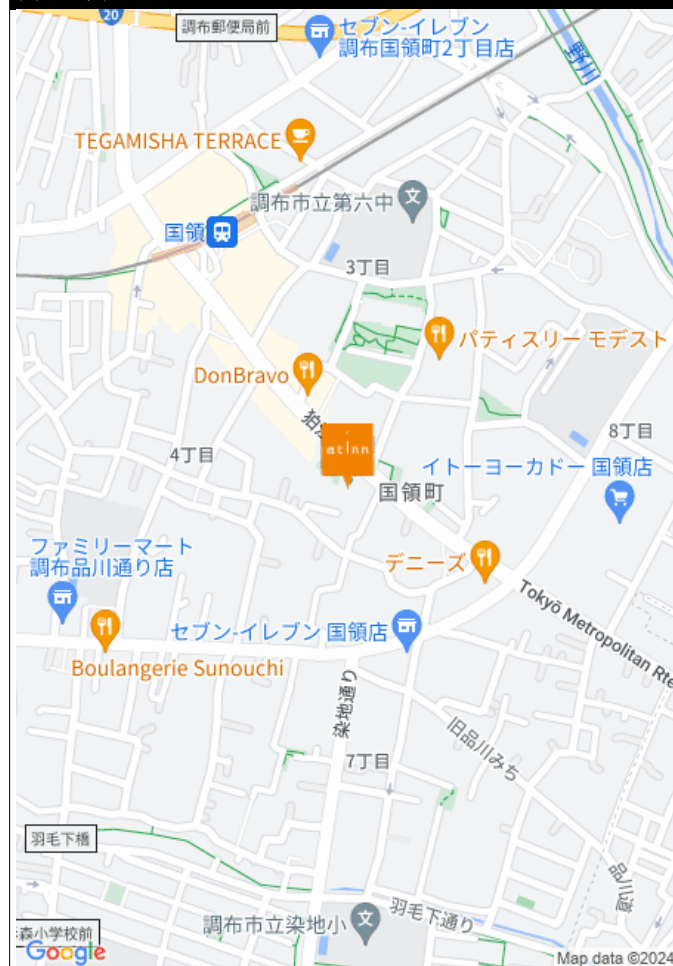 20
調布郵便局前
セブン-イレブン
調布国領町2丁目店
野川
TEGAMISHA TERRACE
調布市立第六中
文
国領
3丁目
パティスリー モデスト
DonBravo
狛江
4丁目
atInn
8丁目
イトーヨーカドー 国領店
国領町
ファミリーマート
調布品川通り店
デニーズ
Tokyō Metropolitan Rte
セブン-イレブン 国領店
Boulangerie Sunouchi
染地通り
旧品川みち
7丁目
羽毛下橋
品川道
羽毛下通り
調布市立染地小
文
森小学校前
Google
Map data ©2024